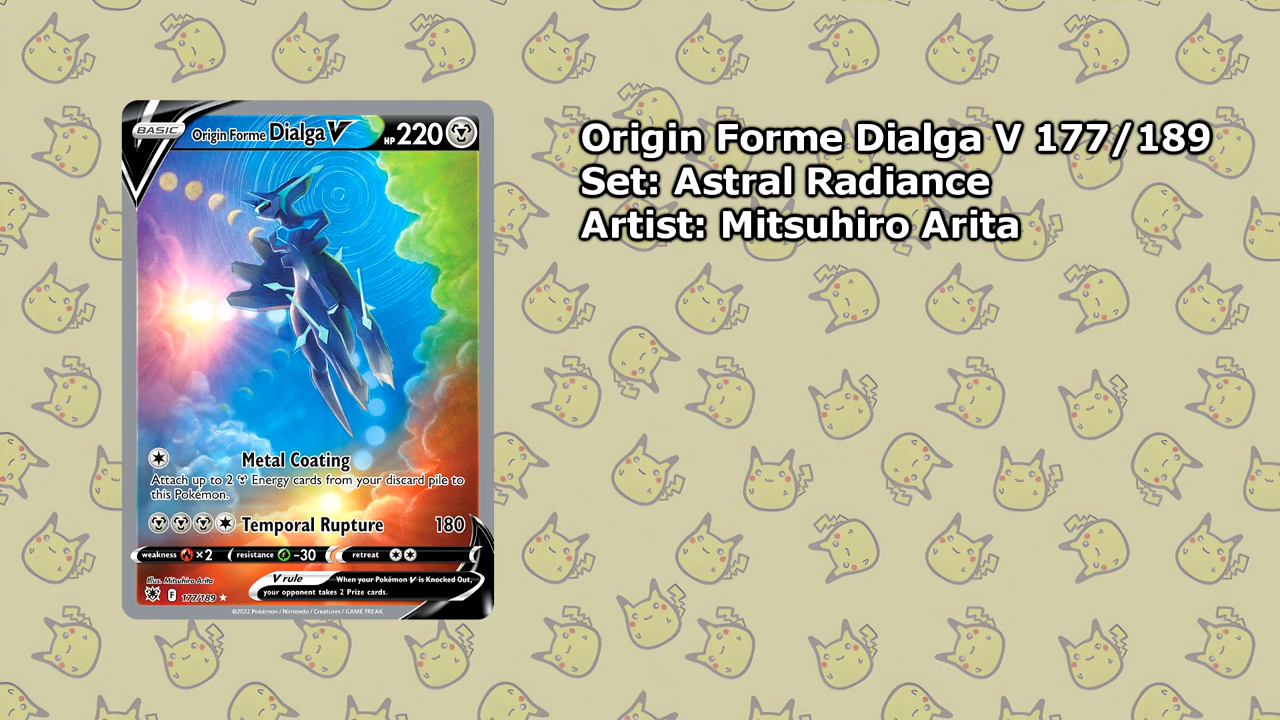 BASIC
Origin Forme Dialga V
HP 220
Origin Forme Dialga V 177/189
Set: Astral Radiance
Artist: Mitsuhiro Arita
Metal Coating
Attach up to 2 Energy cards from your discard pile to
this Pokémon.
Temporal Rupture 180
weakness ×2 resistance -30 retreat
Illus. Mitsuhiro Arita
V rule When your Pokémon V is Knocked Out,
your opponent takes 2 Prize cards.
F 177/189
©2022 Pokémon / Nintendo / Creatures / GAME FREAK